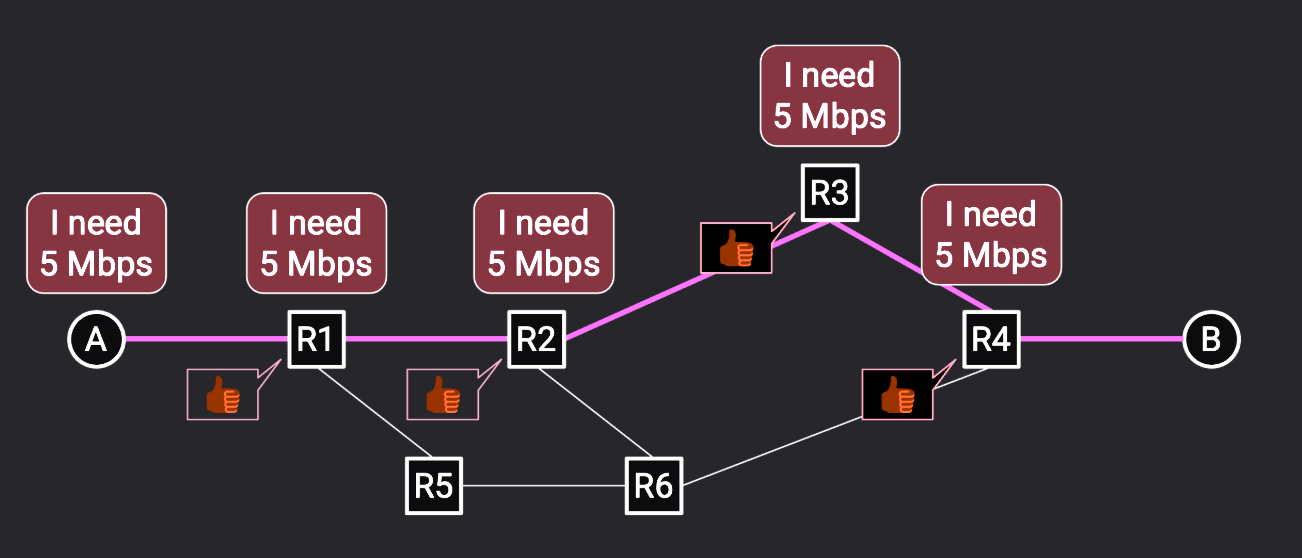 I need
5 Mbps
I need
5 Mbps
I need
5 Mbps
I need
5 Mbps
I need
5 Mbps
R3
A
R1
R2
R4
B
R5
R6